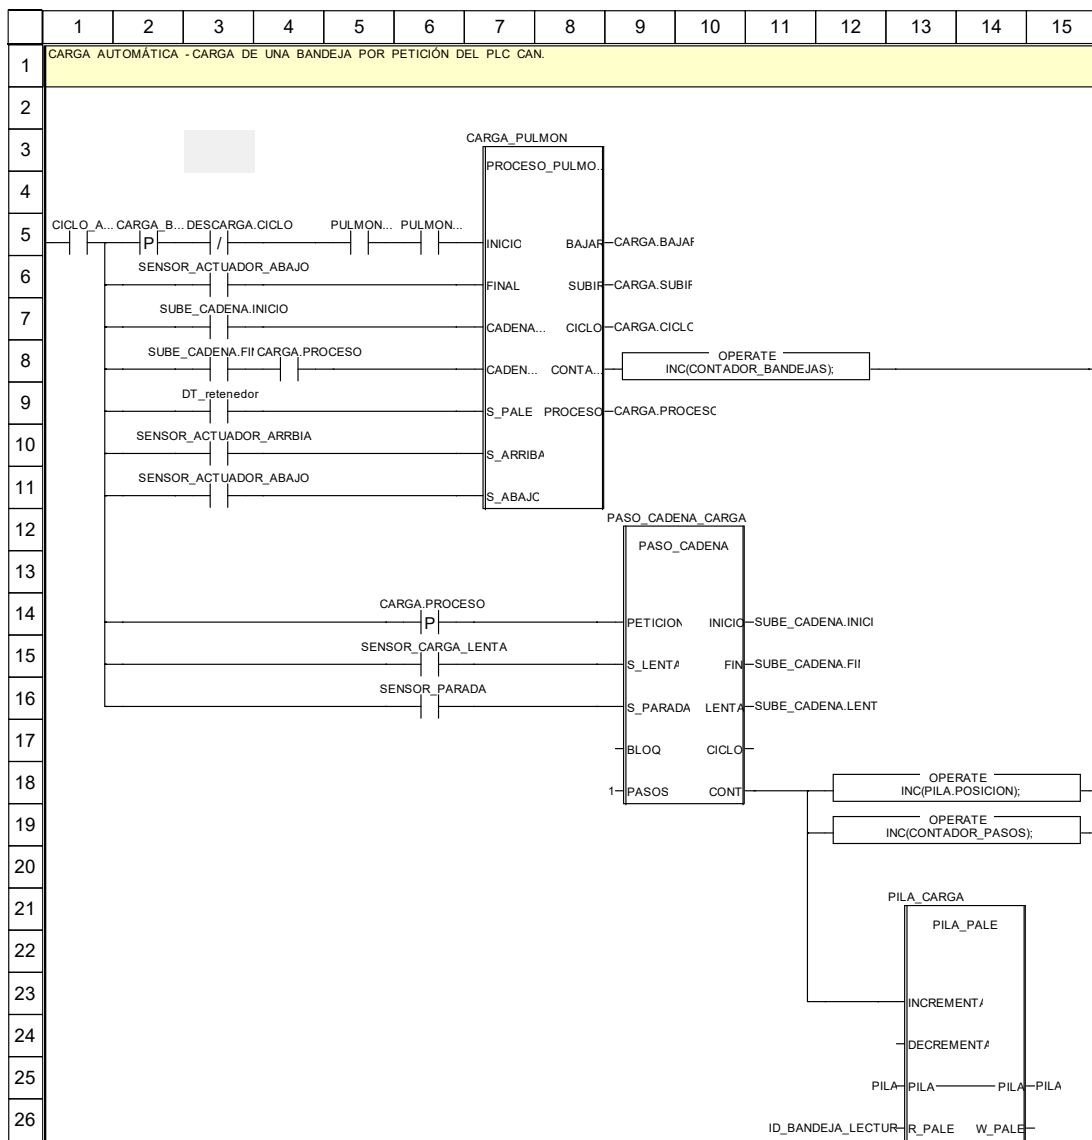 1 2 3 4 5 6 7 8 9 10 11 12 13 14 15
1 CARGA AUTOMÁTICA - CARGA DE UNA BANDEJA POR PETICIÓN DEL PLC CAN.
2
3 CARGA_PULMON
PROCESO_PULMO..
4
CICLO_A... CARGA_B... DESCARGA.CICLO PULMON... PULMON...
5 P / INICIO BAJAR CARGA.BAJAR
SENSOR_ACTUADOR_ABAJO
6 FINAL SUBIR CARGA.SUBIR
SUBE_CADENA.INICIO
7 CADENA... CICLO CARGA.CICLO
SUBE_CADENA.FII CARGA.PROCESO OPERATE
8 CADEN... CONTA... INC(CONTADOR_BANDEJAS);
DT_retenedor
9 S_PALE PROCESO CARGA.PROCESO
SENSOR_ACTUADOR_ARRBIA
10 S_ARRIBA
SENSOR_ACTUADOR_ABAJO
11 S_ABAJO
12 PASO_CADENA_CARGA
PASO_CADENA
13
CARGA.PROCESO
14 P PETICION INICIO SUBE_CADENA.INICI
SENSOR_CARGA_LENTA
15 S_LENTA FIN SUBE_CADENA.FII
SENSOR_PARADA
16 S_PARADA LENTA SUBE_CADENA.LENT
17 BLOQ CICLO
OPERATE
18 1 PASOS CONT INC(PILA.POSICION);
OPERATE
19 INC(CONTADOR_PASOS);
20
PILA_CARGA
21 PILA_PALE
22
23 INCREMENTA
24 DECREMENTA
25 PILA PILA PILA PILA
26 ID_BANDEJA_LECTUR R_PALE W_PALE